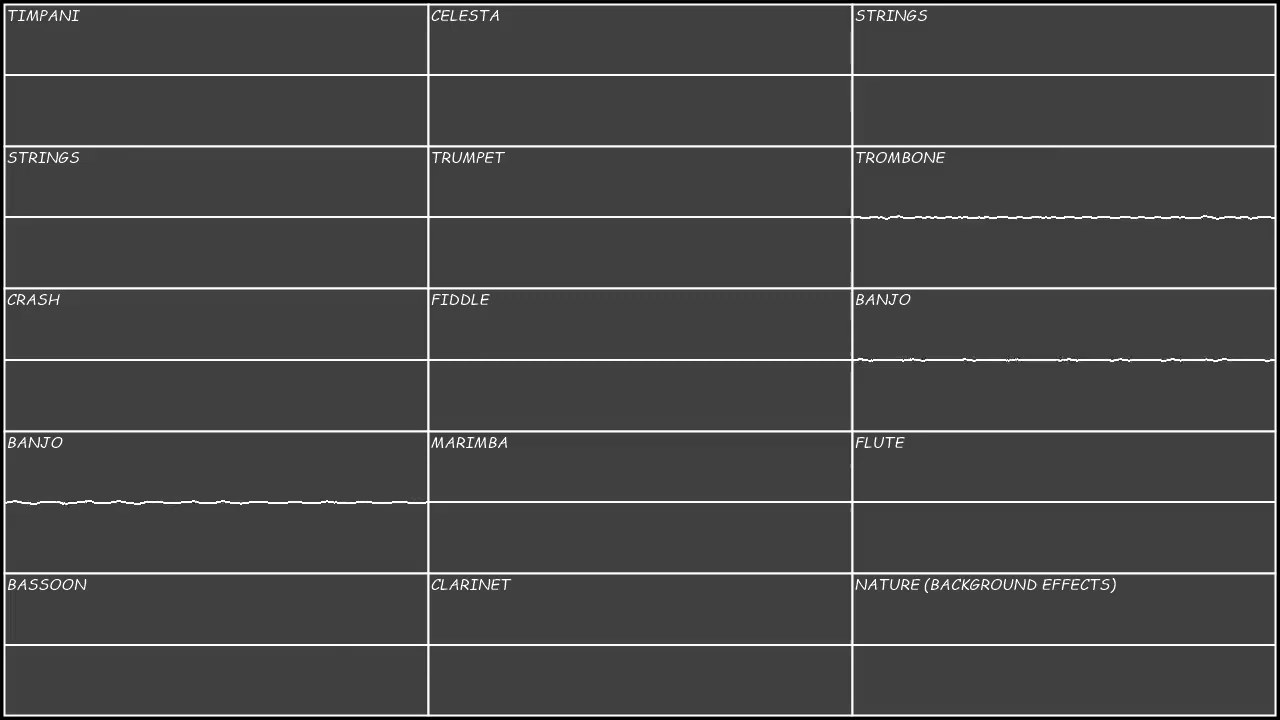 TIMPANI
CELESTA
STRINGS
STRINGS
TRUMPET
TROMBONE
CRASH
FIDDLE
BANJO
BANJO
MARIMBA
FLUTE
BASSOON
CLARINET
NATURE (BACKGROUND EFFECTS)